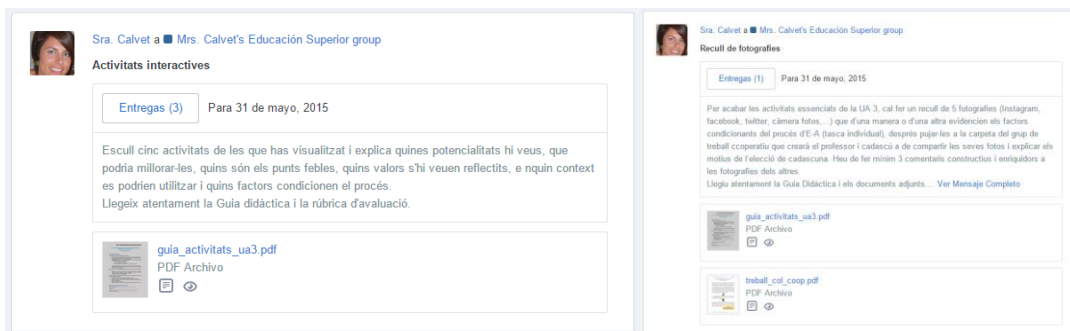 Sra. Calvet a Mrs. Calvet's Educación Superior group
Activitats interactives
Entregas (3) Para 31 de mayo, 2015
Escull cinc activitats de les que has visualitzat i explica quines potencialitats hi veus, que
podria millorar-les, quins són els punts febles, quins valors s'hi veuen reflectits, e nquin context
es podrien utilitzar i quins factors condicionen el procés.
Llegeix atentament la Guia didàctica i la rúbrica d'avaluació.
guia_activitats_ua3.pdf
PDF Archivo
Sra. Calvet a Mrs. Calvet's Educación Superior group
Recull de fotografies
Entregas (1) Para 31 de mayo, 2015
Per acabar les activitats essencials de la UA 3, cal fer un recull de 5 fotografies (Instagram,
facebook, twitter, càmera fotos,...) que d'una manera o d'una altra evidencien els factors
condicionants del procés d'E-A (tasca individual), després pujar-les a la carpeta del grup de
treball ccoperatiu que crearà el professor i cadascú a de compartir les seves fotos i explicar els
motius de l'elecció de cadascuna. Heu de fer mínim 3 comentaris constructius i enriquidors a
les fotografies dels altres.
Llegiu atentament la Guia Didàctica i els documents adjunts... Ver Mensaje Completo
guia_activitats_ua3.pdf
PDF Archivo
treball_col_coop.pdf
PDF Archivo